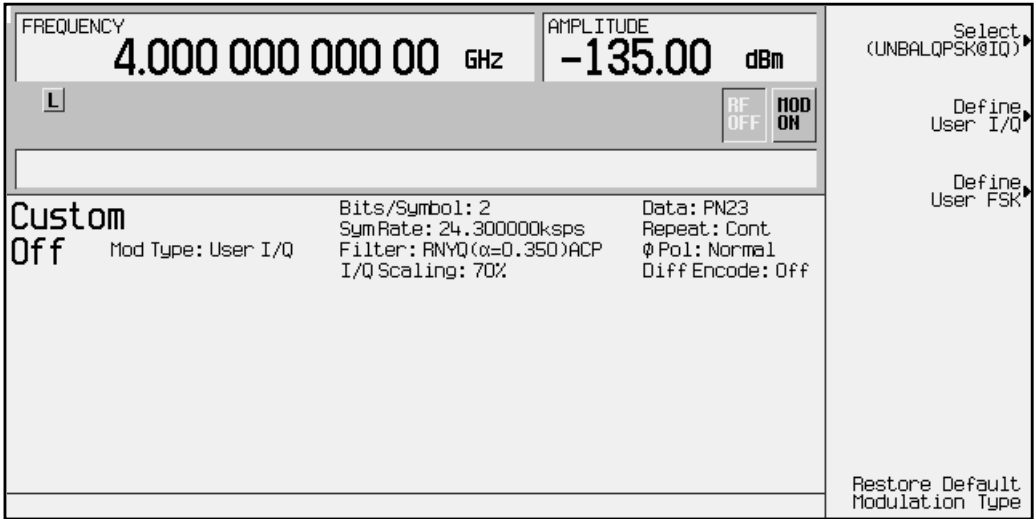 FREQUENCY
4.000 000 000 00 GHz
AMPLITUDE
-135.00 dBm
L
RF OFF
MOD ON
Custom
Off
Mod Type: User I/Q
Bits/Symbol: 2
Sym Rate: 24.300000ksps
Filter: RNYQ(α=0.350)ACP
I/Q Scaling: 70%
Data: PN23
Repeat: Cont
Φ Pol: Normal
Diff Encode: Off
Select
(UNBALQPSK@IQ)
Define
User I/Q
Define
User FSK
Restore Default
Modulation Type